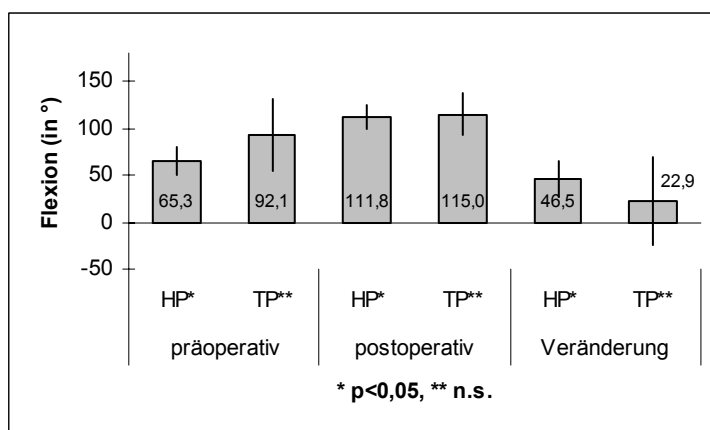 Flexion (in °)
150
100
50
0
-50
65,3
92,1
111,8
115,0
46,5
22,9
HP*
TP**
HP*
TP**
HP*
TP**
präoperativ
postoperativ
Veränderung
* p<0,05, ** n.s.